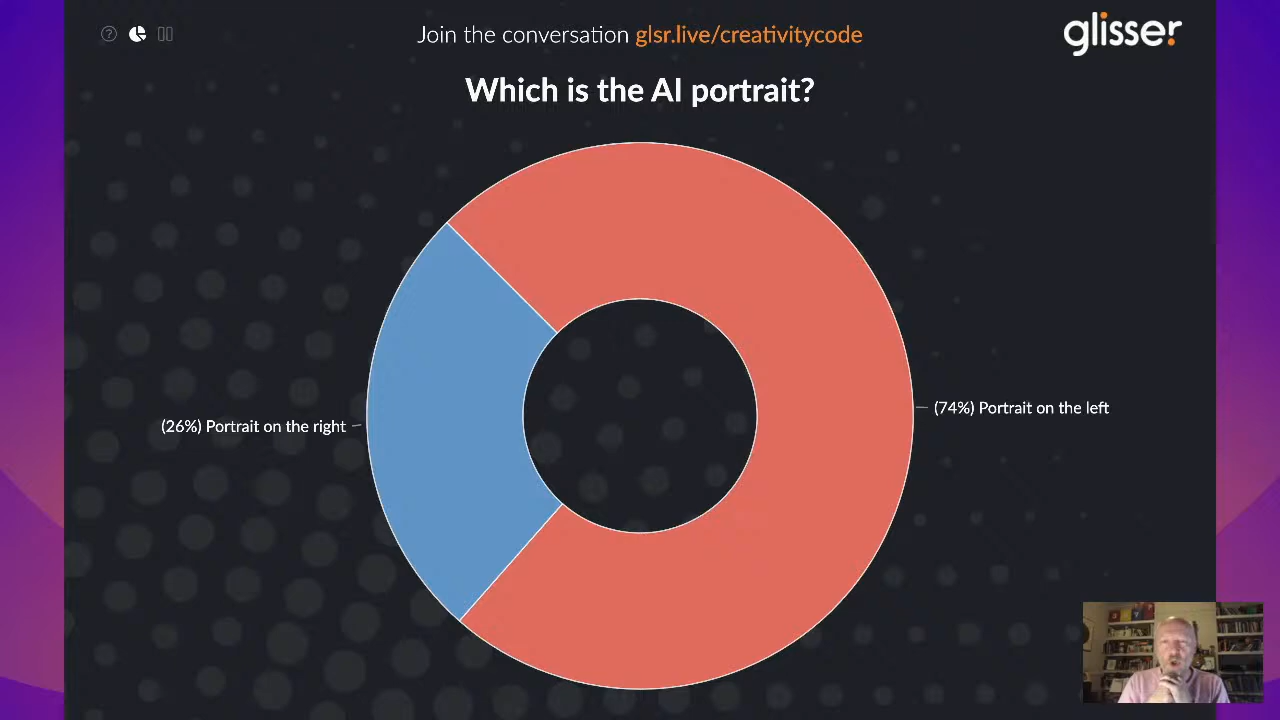 Join the conversation glsr.live/creativitycode
glisser.
Which is the AI portrait?
(74%) Portrait on the left
(26%) Portrait on the right